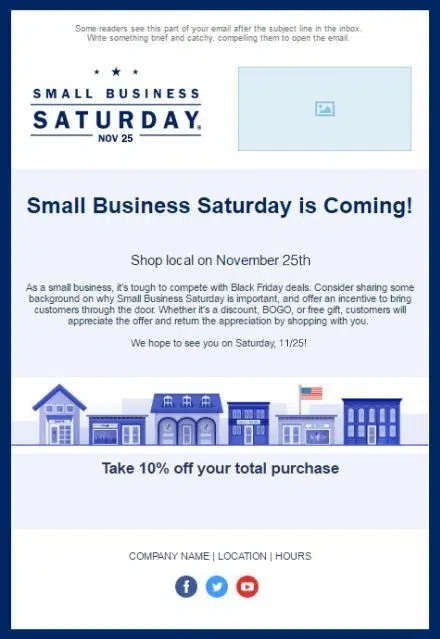 Some readers see this part of your email after the subject line in the inbox.
Write something brief and catchy, compelling them to open the email.
SMALL BUSINESS
SATURDAY®
NOV 25
Small Business Saturday is Coming!
Shop local on November 25th
As a small business, it's tough to compete with Black Friday deals. Consider sharing some
background on why Small Business Saturday is important, and offer an incentive to bring
customers through the door. Whether it's a discount, BOGO, or free gift, customers will
appreciate the offer and return the appreciation by shopping with you.
We hope to see you on Saturday, 11/25!
Take 10% off your total purchase
COMPANY NAME | LOCATION | HOURS